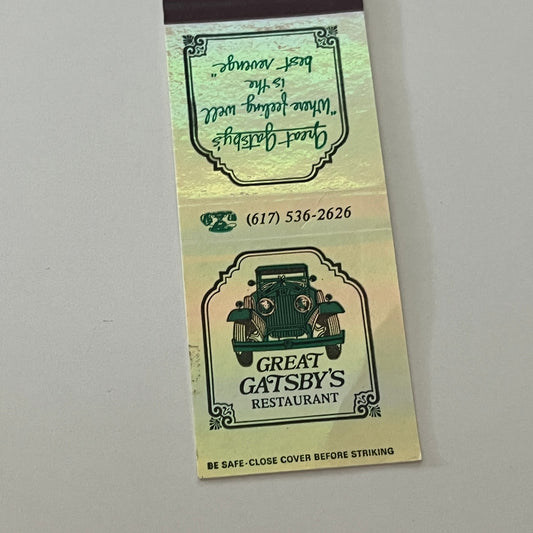 Great Gatsby's
"Where feeling well
is the
best revenge"
(617) 536-2626
GREAT
GATSBY'S
RESTAURANT
BE SAFE-CLOSE COVER BEFORE STRIKING